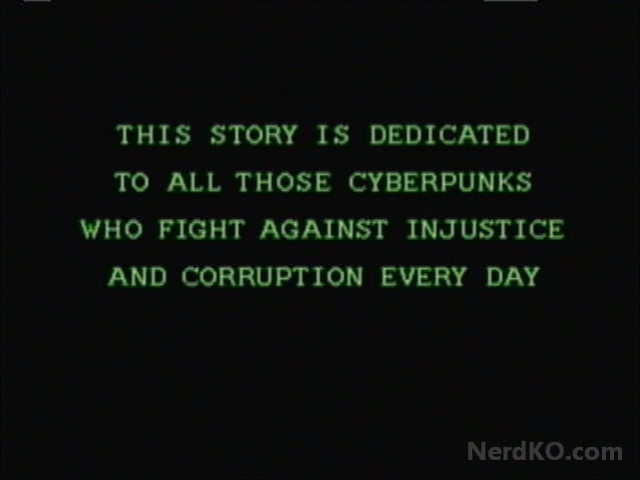 THIS STORY IS DEDICATED
TO ALL THOSE CYBERPUNKS
WHO FIGHT AGAINST INJUSTICE
AND CORRUPTION EVERY DAY
NerdKO.com